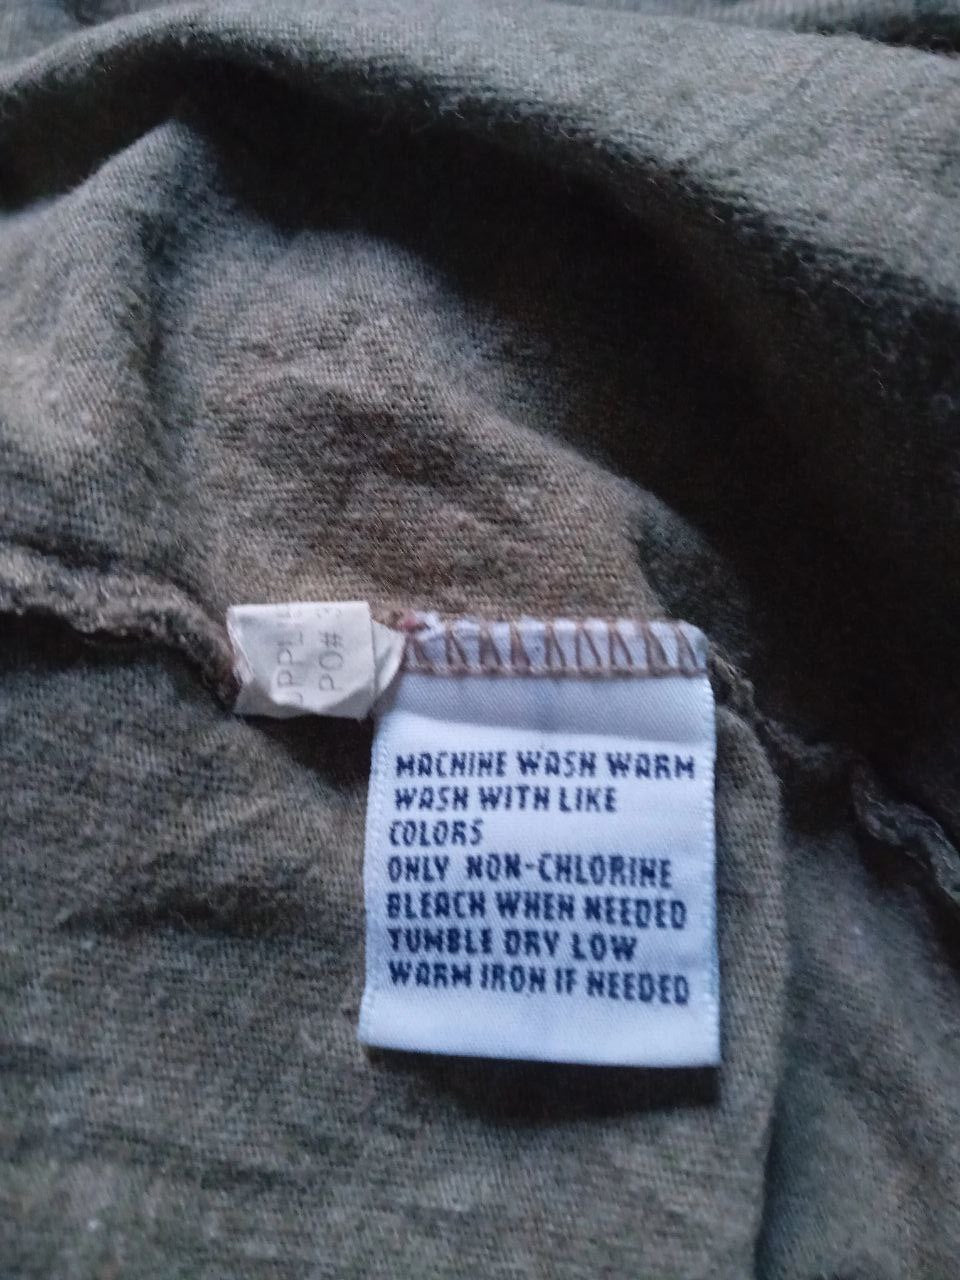 PO#
MACHINE WASH WARM
WASH WITH LIKE
COLORS
ONLY NON-CHLORINE
BLEACH WHEN NEEDED
TUMBLE DRY LOW
WARM IRON IF NEEDED